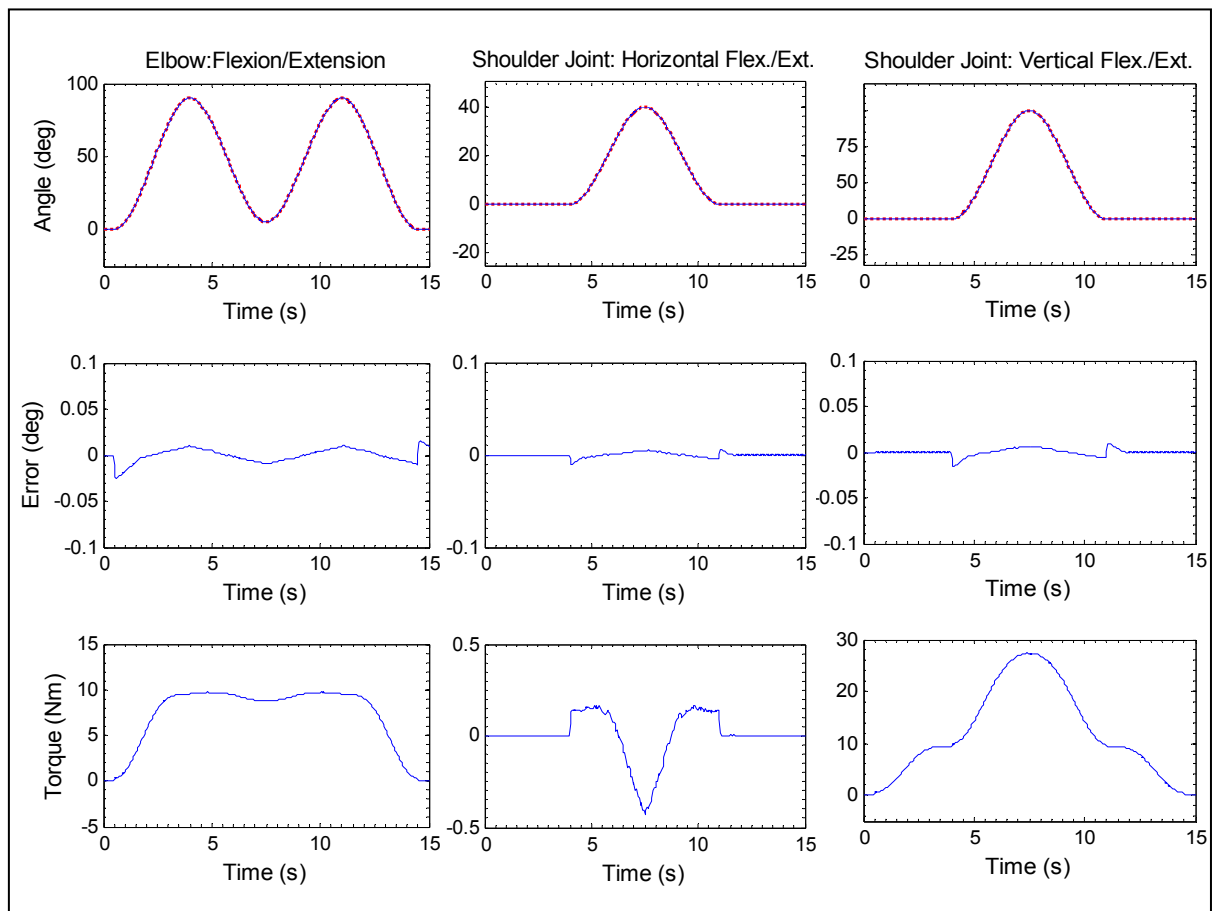 Elbow:Flexion/Extension
Shoulder Joint: Horizontal Flex./Ext.
Shoulder Joint: Vertical Flex./Ext.
Angle (deg)
100
50
0
0 5 10 15
Time (s)
40
20
0
-20
0 5 10 15
Time (s)
75
50
0
-25
0 5 10 15
Time (s)
Error (deg)
0.1
0.05
0
-0.05
-0.1
0 5 10 15
Time (s)
0.1
0.05
0
-0.05
-0.1
0 5 10 15
Time (s)
0.1
0.05
0
-0.05
-0.1
0 5 10 15
Time (s)
Torque (Nm)
15
10
5
0
-5
0 5 10 15
Time (s)
0.5
0
-0.5
0 5 10 15
Time (s)
30
20
10
0
0 5 10 15
Time (s)